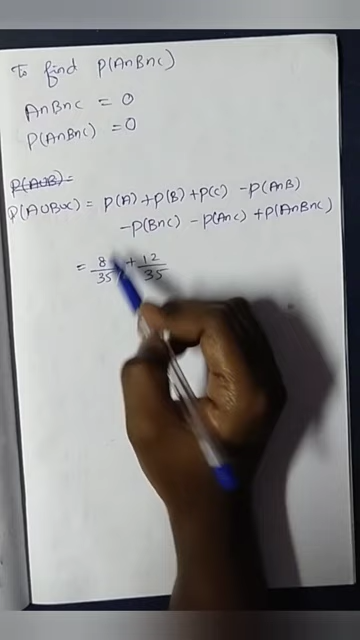 To find P(A∩B∩C)
A∩B∩C = 0
P(A∩B∩C) = 0
P(A∪B) =
P(A∪B∪C) = P(A) + P(B) + P(C) - P(A∩B)
- P(B∩C) - P(A∩C) + P(A∩B∩C)
= 8/35 + 12/35